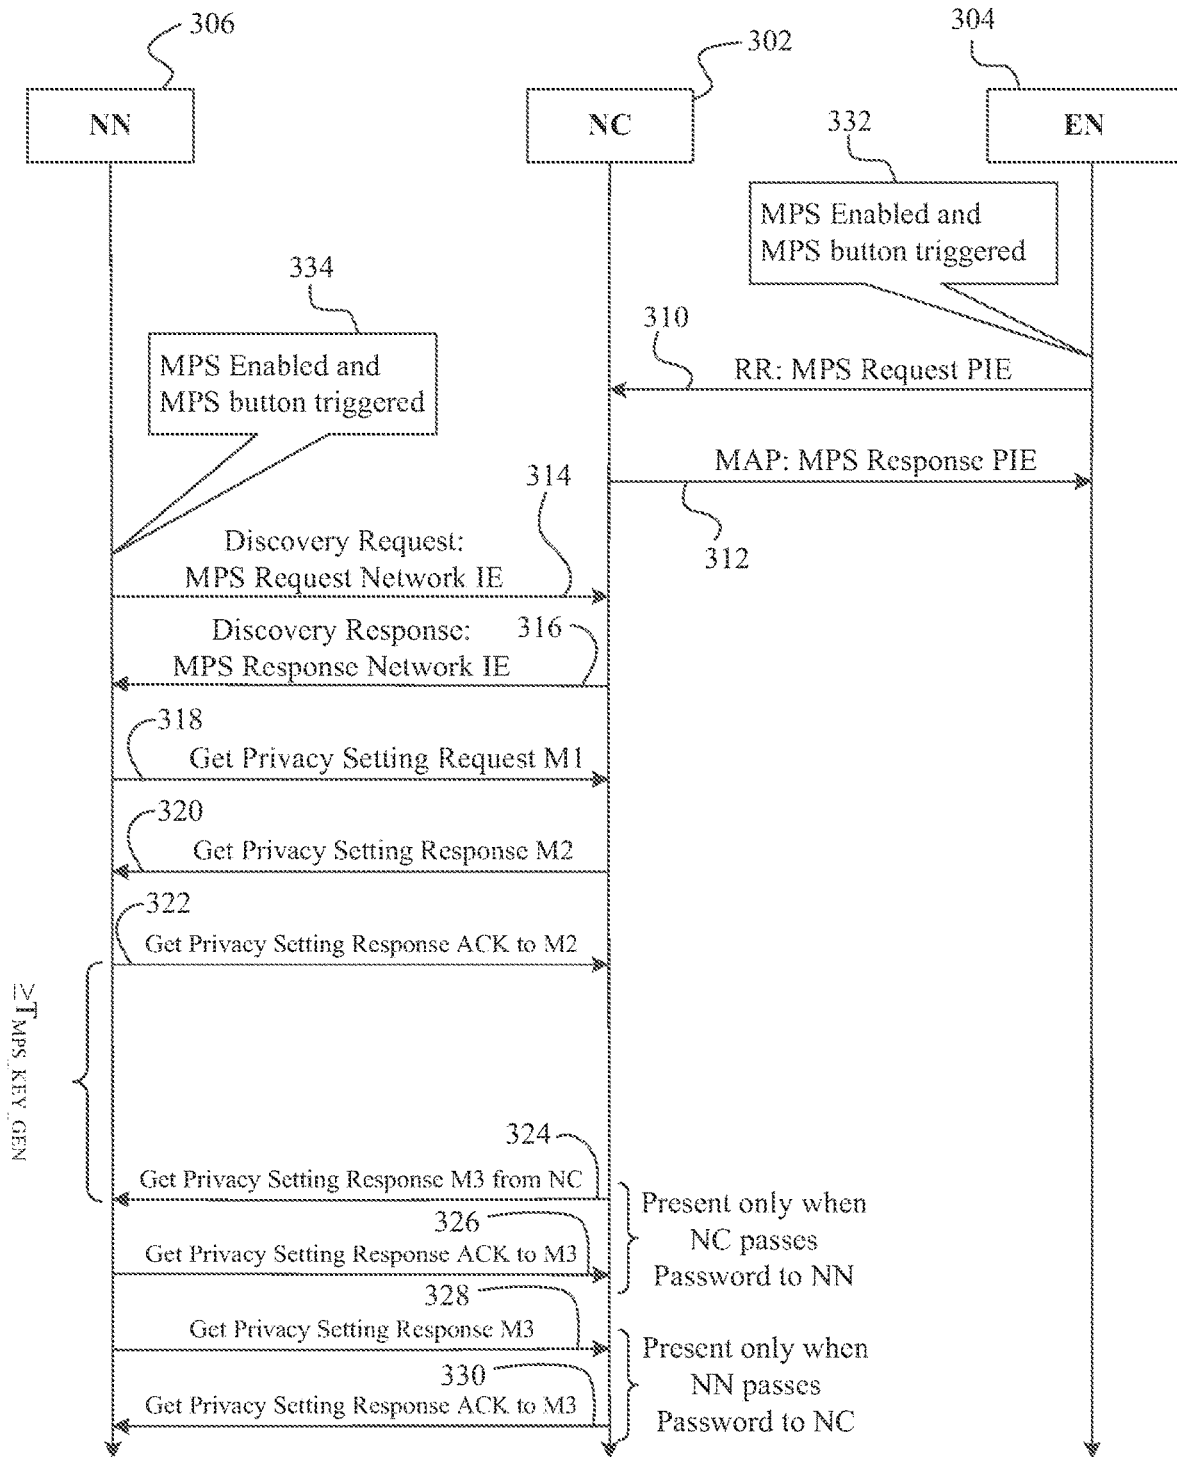 306
302
304
NN
NC
EN
332
MPS Enabled and
MPS button triggered
334
MPS Enabled and
MPS button triggered
310
RR: MPS Request PIE
MAP: MPS Response PIE
312
314
Discovery Request:
MPS Request Network IE
Discovery Response:
316
MPS Response Network IE
318
Get Privacy Setting Request M1
320
Get Privacy Setting Response M2
322
Get Privacy Setting Response ACK to M2
≥T MPS_KEY_GEN
324
Get Privacy Setting Response M3 from NC
326
Get Privacy Setting Response ACK to M3
Present only when
NC passes
Password to NN
328
Get Privacy Setting Response M3
330
Get Privacy Setting Response ACK to M3
Present only when
NN passes
Password to NC